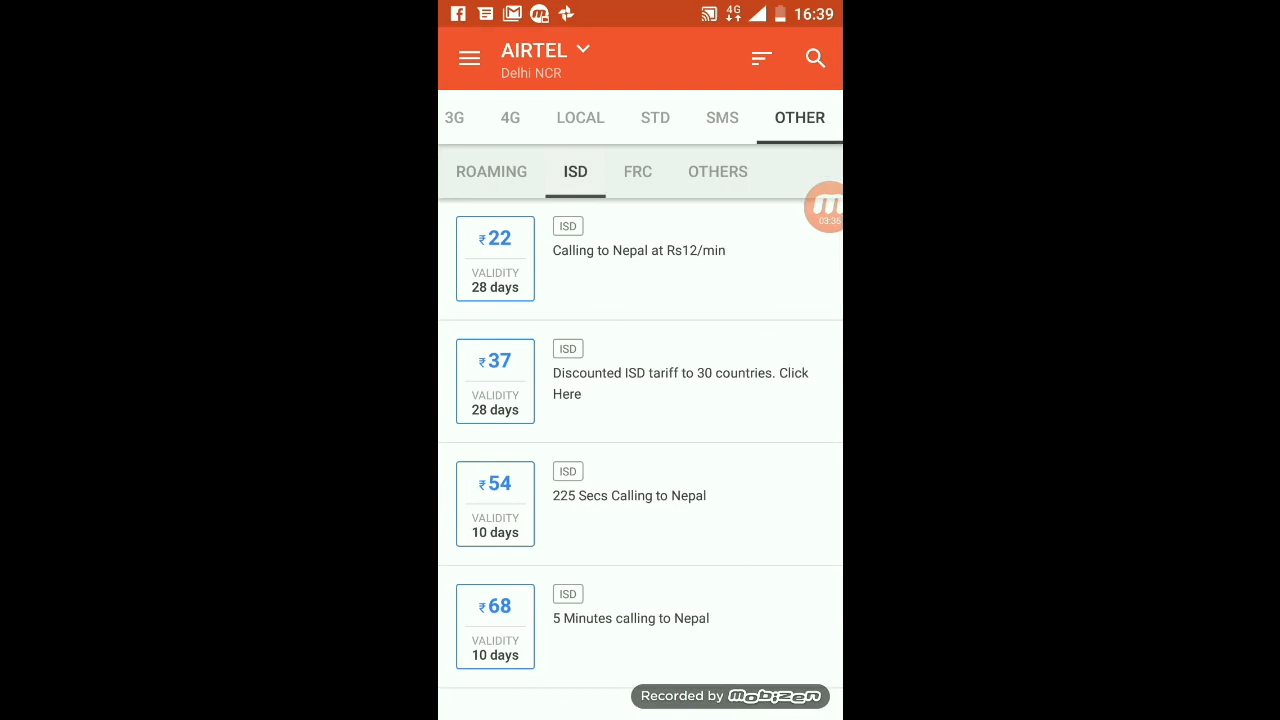 4G 16:39
AIRTEL
Delhi NCR
3G 4G LOCAL STD SMS OTHER
ROAMING ISD FRC OTHERS
03:36
₹22
VALIDITY
28 days
ISD
Calling to Nepal at Rs12/min
₹37
VALIDITY
28 days
ISD
Discounted ISD tariff to 30 countries. Click
Here
₹54
VALIDITY
10 days
ISD
225 Secs Calling to Nepal
₹68
VALIDITY
10 days
ISD
5 Minutes calling to Nepal
Recorded by mobizen